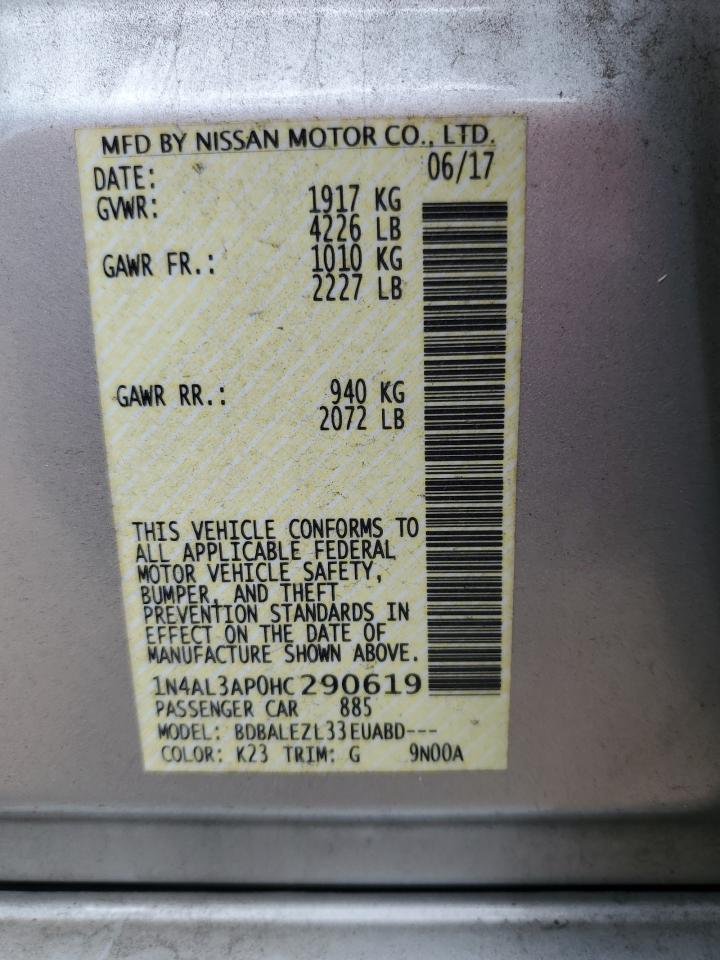 MFD BY NISSAN MOTOR CO., LTD.
DATE: 06/17
GVWR: 1917 KG
4226 LB
GAWR FR.: 1010 KG
2227 LB
GAWR RR.: 940 KG
2072 LB
THIS VEHICLE CONFORMS TO
ALL APPLICABLE FEDERAL
MOTOR VEHICLE SAFETY,
BUMPER, AND THEFT
PREVENTION STANDARDS IN
EFFECT ON THE DATE OF
MANUFACTURE SHOWN ABOVE.
1N4AL3AP0HC290619
PASSENGER CAR 885
MODEL: BDBALEZL33EUABD---
COLOR: K23 TRIM: G 9N00A